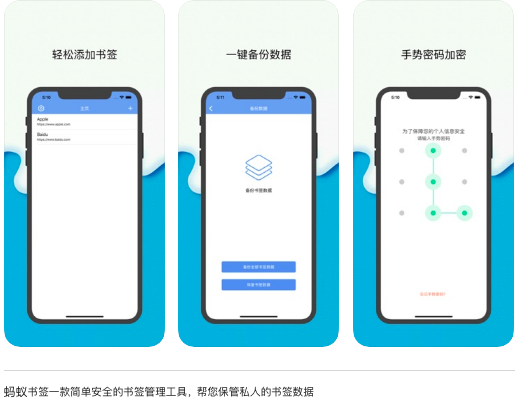 轻松添加书签
一键备份数据
手势密码加密
5:16
主页
Apple
https://www.apple.com
Baidu
https://www.baidu.com
5:11
备份数据
备份书签数据
备份全部书签数据
恢复书签数据
5:10
为了保障您的个人信息安全
请输入手势密码
蚂蚁书签一款简单安全的书签管理工具，帮您保管私人的书签数据